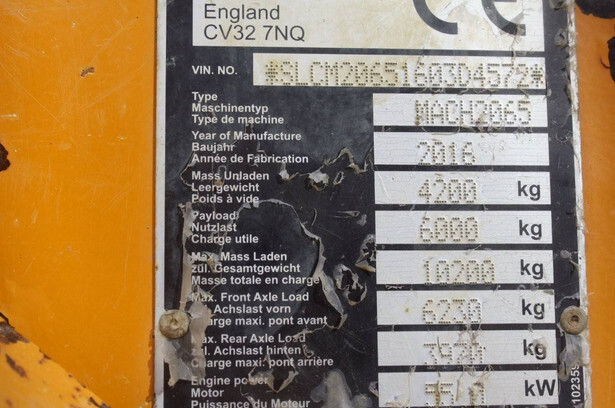 England
CV32 7NQ
CE
VIN. NO.
Type MACH2065
Maschinentyp
Type de machine
Year of Manufacture
Baujahr 2016
Année de Fabrication
Mass Unladen
Leergewicht 4200 kg
Poids à vide
Payload
Nutzlast 6000 kg
Charge utile
Max. Mass Laden
zül. Gesamtgewicht 10200 kg
Masse totale en charge
Max. Front Axle Load
Achslast vorn 6230 kg
Charge maxi. pont avant
Max. Rear Axle Load
zul. Achslast hinten kg
Charge maxi. pont arrière
Engine power
Motor kW
Puissance du Moteur
102359